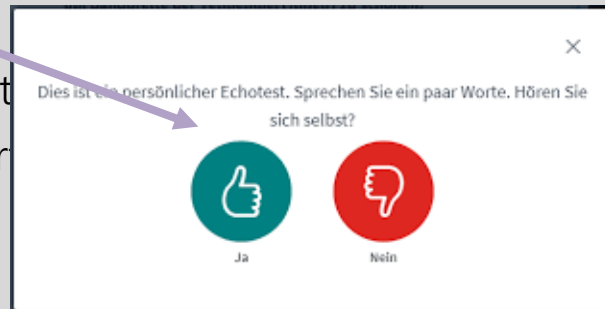 Dies ist ein persönlicher Echotest. Sprechen Sie ein paar Worte. Hören Sie
sich selbst?
Ja
Nein